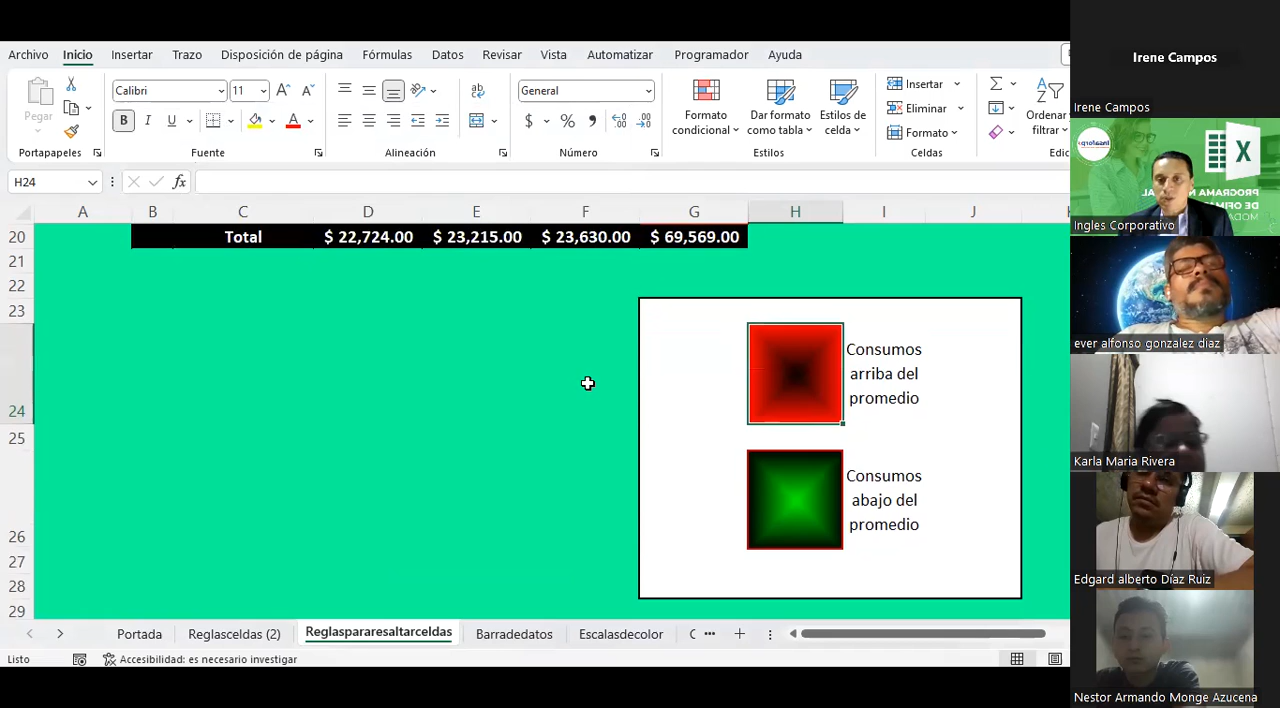 Archivo Inicio Insertar Trazo Disposición de página Fórmulas Datos Revisar Vista Automatizar Programador Ayuda
Calibri 11 General
Pegar
Formato condicional
Dar formato como tabla
Estilos de celda
Insertar
Eliminar
Formato
Ordenar
filtrar
Portapapeles Fuente Alineación Número Estilos Celdas
H24
A B C D E F G H I J
20 Total $ 22,724.00 $ 23,215.00 $ 23,630.00 $ 69,569.00
21
22
23
24
25
26
27
28
29
Consumos
arriba del
promedio
Consumos
abajo del
promedio
Portada Reglasceldas (2) Reglaspararesaltarceldas Barradedatos Escalasdecolor
Listo Accesibilidad: es necesario investigar
Irene Campos
Irene Campos
Ingles Corporativo
ever alfonso gonzalez diaz
Karla Maria Rivera
Edgard alberto Díaz Ruiz
Nestor Armando Monge Azucena